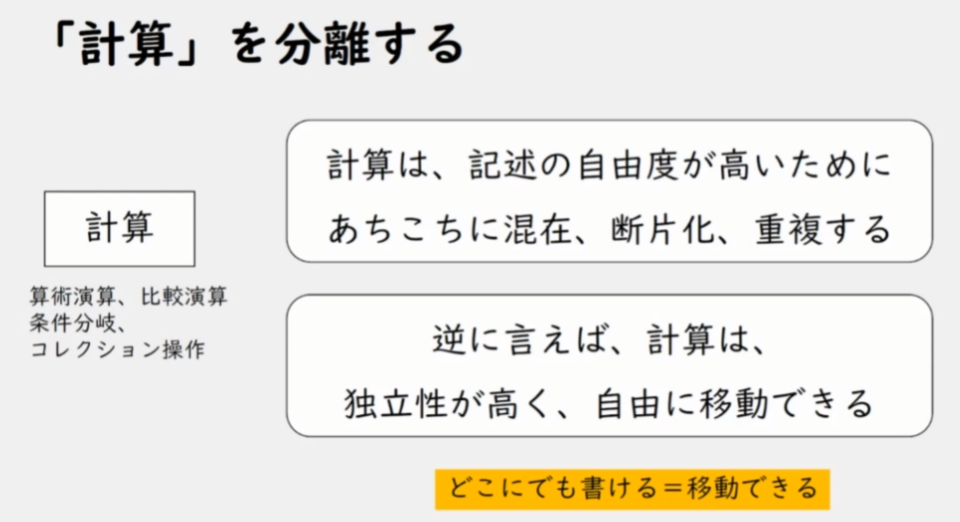 「計算」を分離する
計算
算術演算、比較演算
条件分岐、
コレクション操作
計算は、記述の自由度が高いために
あちこちに混在、断片化、重複する
逆に言えば、計算は、
独立性が高く、自由に移動できる
どこにでも書ける＝移動できる